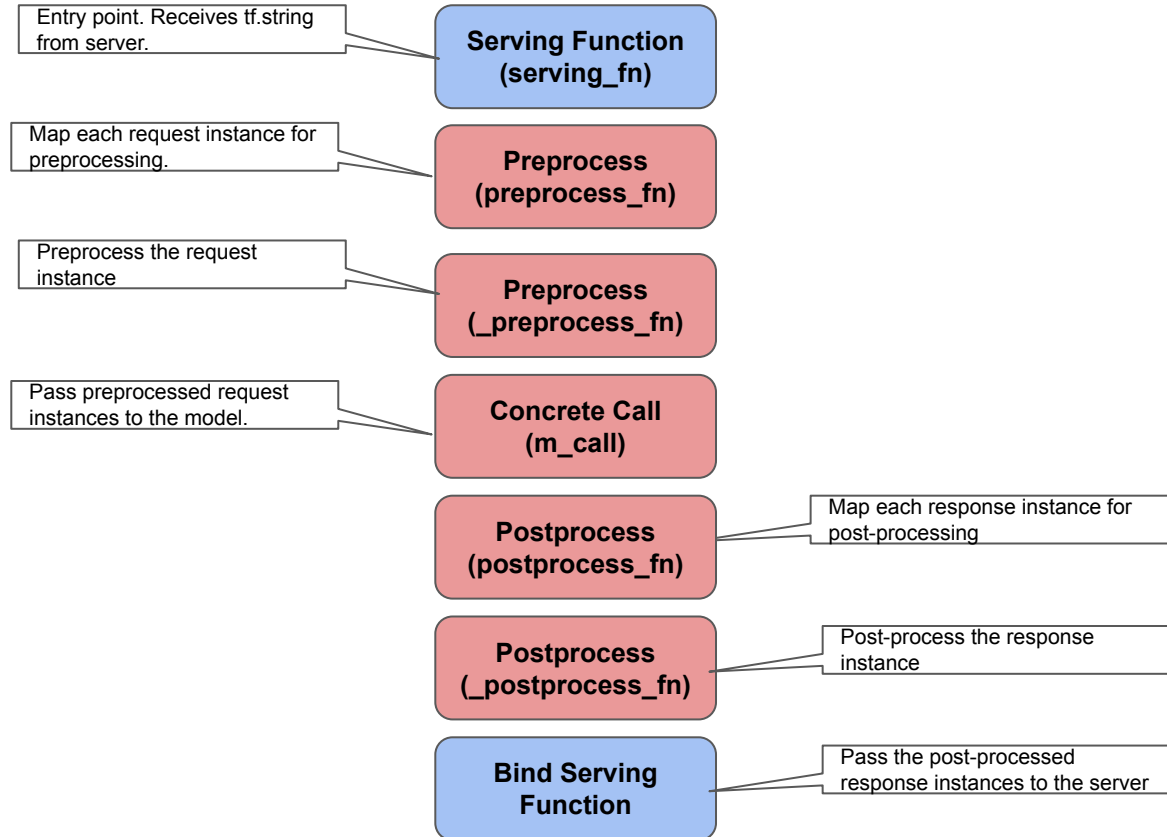 Entry point. Receives tf.string
from server.
Serving Function
(serving_fn)
Map each request instance for
preprocessing.
Preprocess
(preprocess_fn)
Preprocess the request
instance
Preprocess
(_preprocess_fn)
Pass preprocessed request
instances to the model.
Concrete Call
(m_call)
Postprocess
(postprocess_fn)
Map each response instance for
post-processing
Postprocess
(_postprocess_fn)
Post-process the response
instance
Bind Serving
Function
Pass the post-processed
response instances to the server